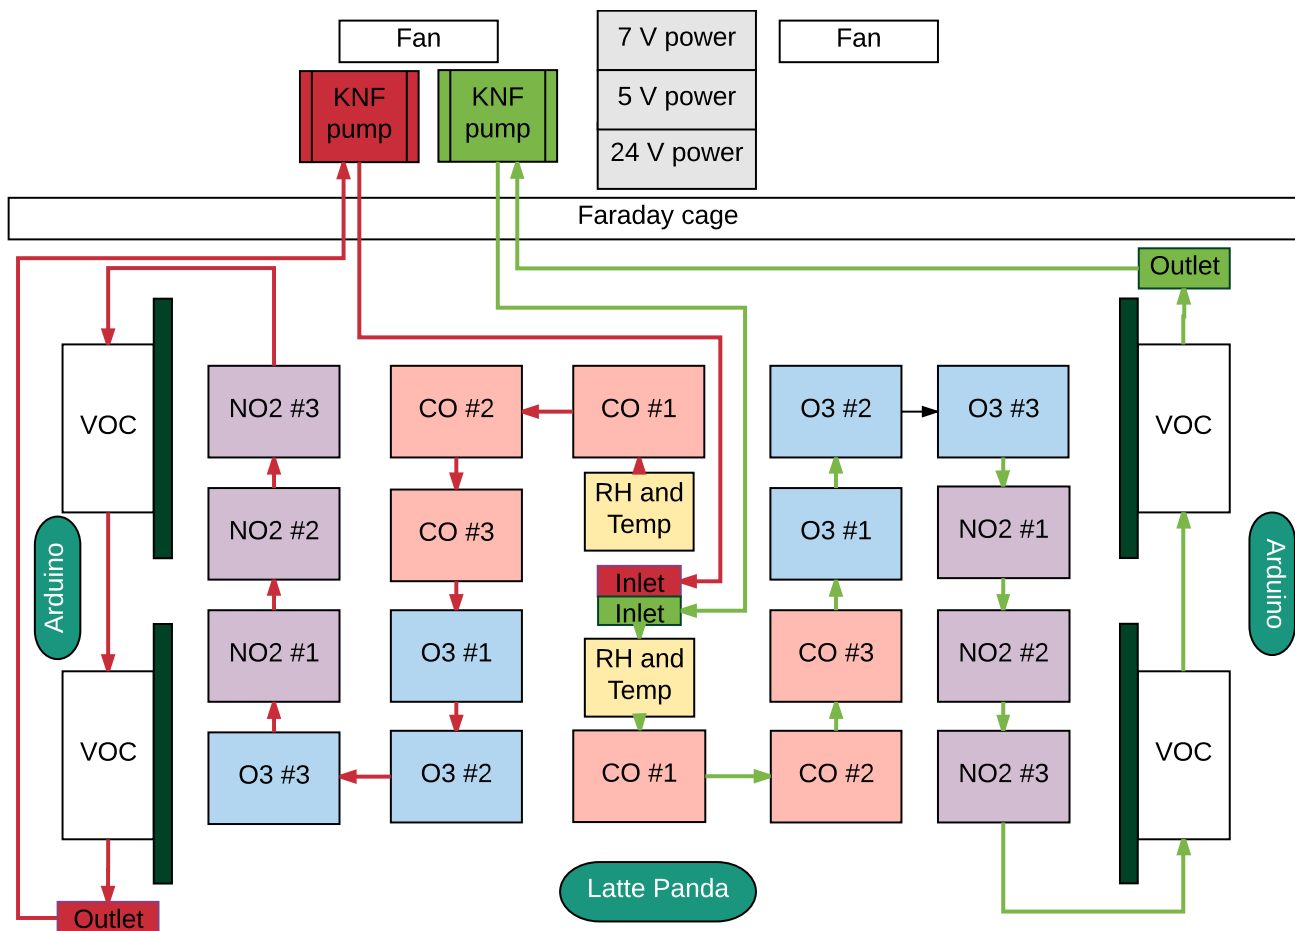 Fan
7 V power
Fan
KNF
pump
KNF
pump
5 V power
24 V power
Faraday cage
Outlet
VOC
NO2 #3
CO #2
CO #1
O3 #2
O3 #3
VOC
RH and
Temp
NO2 #2
CO #3
O3 #1
NO2 #1
Arduino
Inlet
Inlet
Arduino
NO2 #1
O3 #1
RH and
Temp
CO #3
NO2 #2
VOC
O3 #3
O3 #2
CO #1
CO #2
NO2 #3
VOC
Latte Panda
Outlet